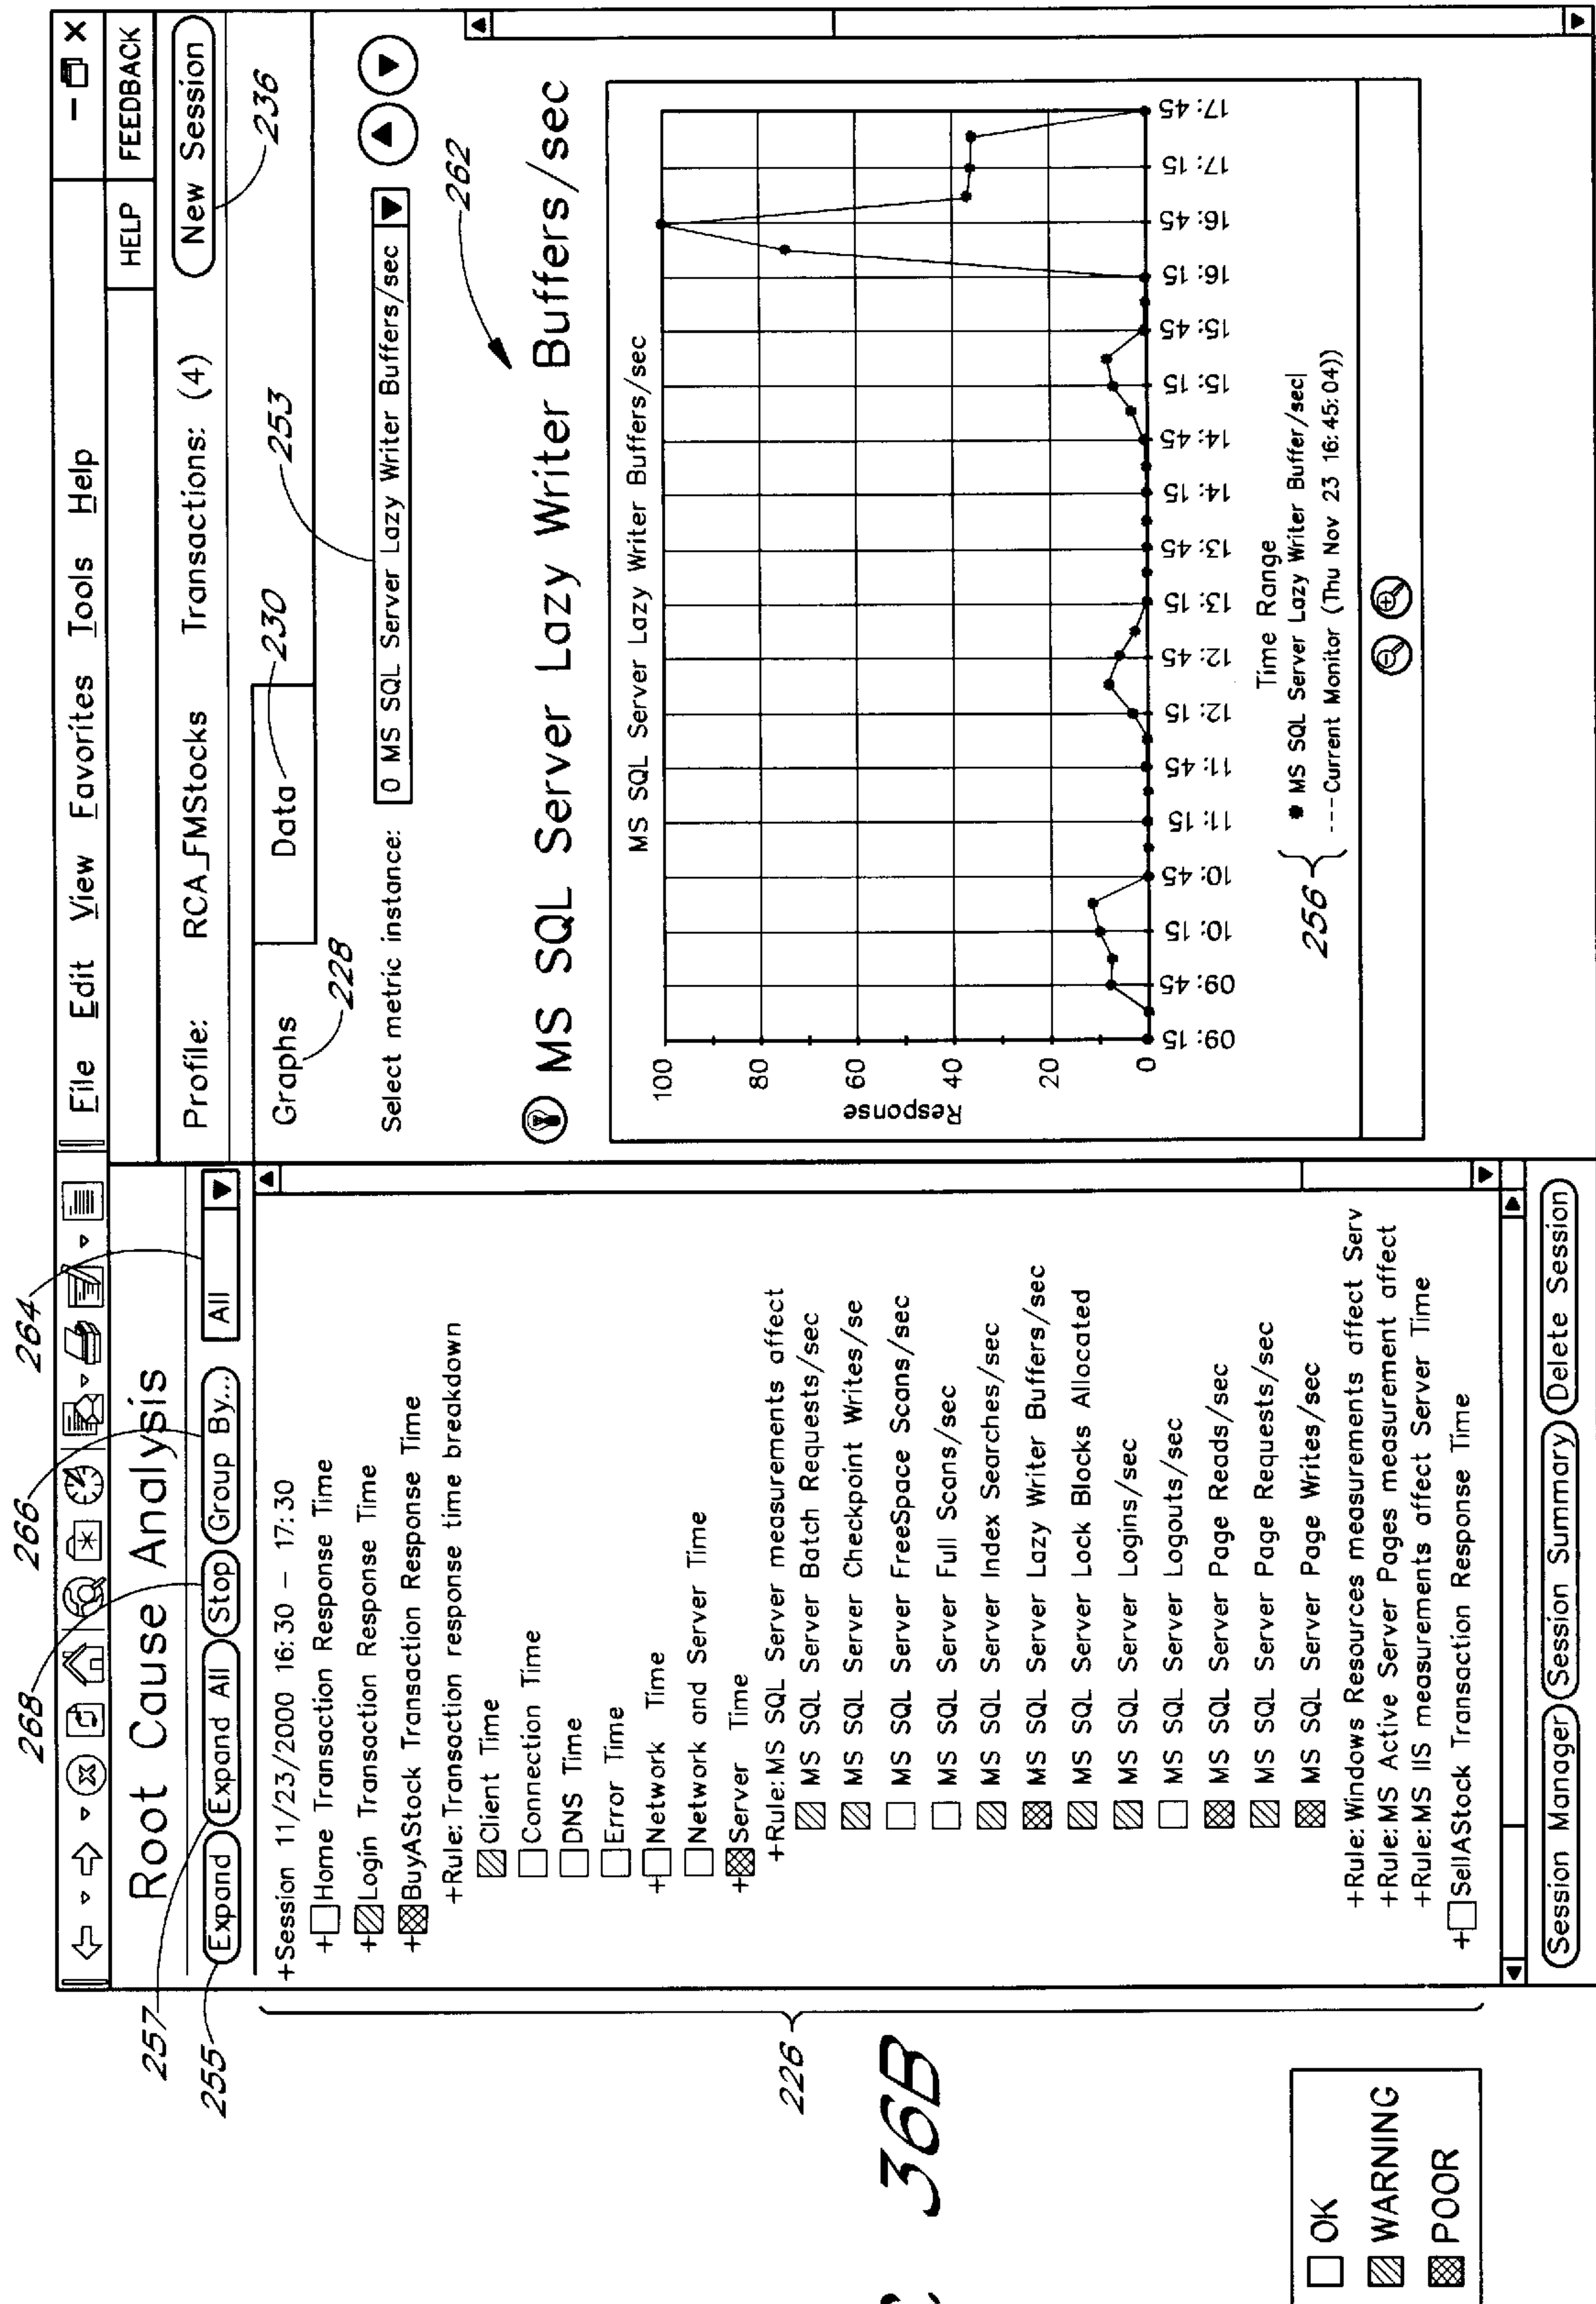 File Edit View Favorites Tools Help
HELP FEEDBACK
Root Cause Analysis
Profile: RCA_FMStocks Transactions: (4) New Session
236
Expand Expand All Stop Group By... All
255
257
268
266
264
Graphs Data
228
230
253
Select metric instance: 0 MS SQL Server Lazy Writer Buffers/sec
+Session 11/23/2000 16:30 - 17:30
+Home Transaction Response Time
+Login Transaction Response Time
+BuyAStock Transaction Response Time
+Rule:Transaction response time breakdown
Client Time
Connection Time
DNS Time
Error Time
+Network Time
Network and Server Time
+Server Time
+Rule:MS SQL Server measurements affect
MS SQL Server Batch Requests/sec
MS SQL Server Checkpoint Writes/se
MS SQL Server FreeSpace Scans/sec
MS SQL Server Full Scans/sec
MS SQL Server Index Searches/sec
MS SQL Server Lazy Writer Buffers/sec
MS SQL Server Lock Blocks Allocated
MS SQL Server Logins/sec
MS SQL Server Logouts/sec
MS SQL Server Page Reads/sec
MS SQL Server Page Requests/sec
MS SQL Server Page Writes/sec
+Rule:Windows Resources measurements affect Serv
+Rule:MS Active Server Pages measurement affect
+Rule:MS IIS measurements affect Server Time
+SellAStock Transaction Response Time
Session Manager Session Summary Delete Session
226
262
MS SQL Server Lazy Writer Buffers/sec
MS SQL Server Lazy Writer Buffers/sec
Response
100
80
60
40
20
0
09:15 09:45 10:15 10:45 11:15 11:45 12:15 12:45 13:15 13:45 14:15 14:45 15:15 15:45 16:15 16:45 17:15 17:45
Time Range
256
MS SQL Server Lazy Writer Buffer/sec|
---Current Monitor (Thu Nov 23 16:45:04))
36B
OK
WARNING
POOR